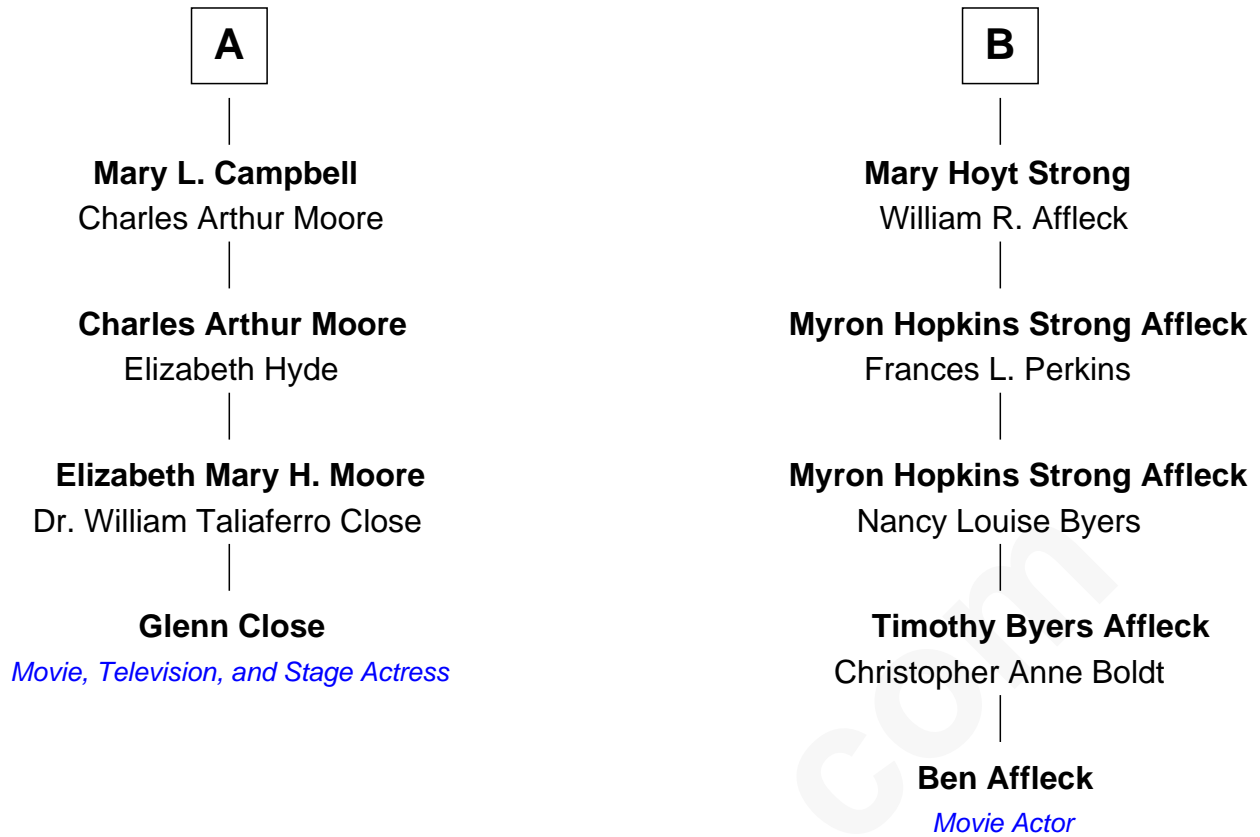 A
Mary L. Campbell
Charles Arthur Moore
Charles Arthur Moore
Elizabeth Hyde
Elizabeth Mary H. Moore
Dr. William Taliaferro Close
Glenn Close
Movie, Television, and Stage Actress
B
Mary Hoyt Strong
William R. Affleck
Myron Hopkins Strong Affleck
Frances L. Perkins
Myron Hopkins Strong Affleck
Nancy Louise Byers
Timothy Byers Affleck
Christopher Anne Boldt
Ben Affleck
Movie Actor
com